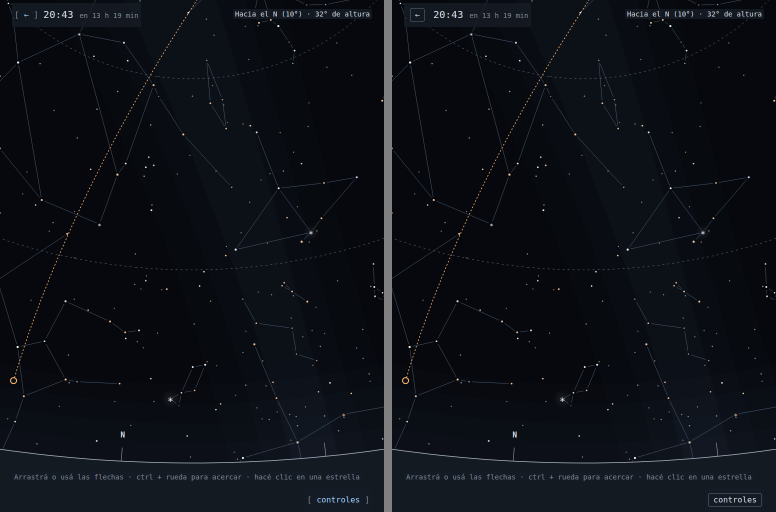 [ ← ] 20:43 en 13 h 19 min Hacia el N (10°) · 32° de altura
N
Arrastrá o usá las flechas · ctrl + rueda para acercar · hacé clic en una estrella
[ controles ]
← 20:43 en 13 h 19 min Hacia el N (10°) · 32° de altura
N
Arrastrá o usá las flechas · ctrl + rueda para acercar · hacé clic en una estrella
controles